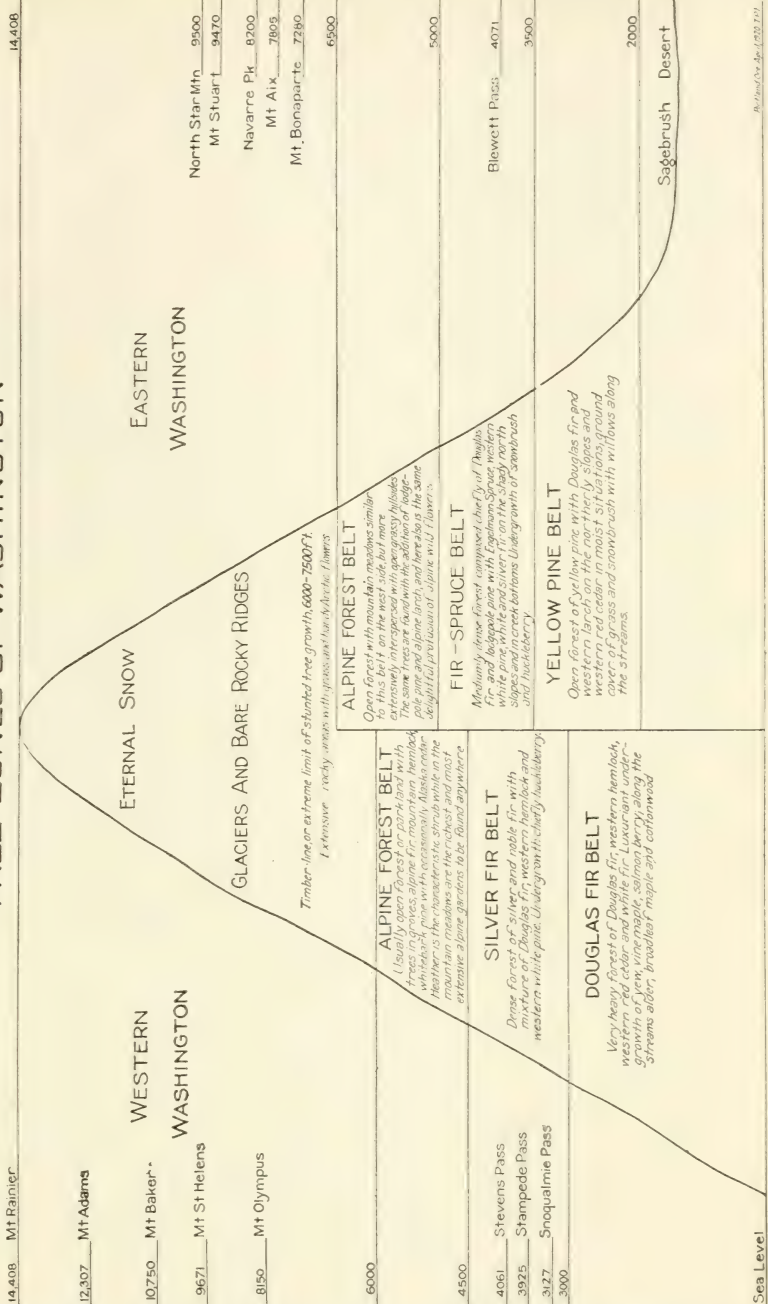 TREE ZONES OF WASHINGTON
14,408 Mt Rainier
12,307 Mt Adams
10,750 Mt Baker
9671 Mt St Helens
8150 Mt Olympus
6000
4500
4061 Stevens Pass
3925 Stampede Pass
3127 Snoqualmie Pass
3000
Sea Level
WESTERN
WASHINGTON
ETERNAL SNOW
GLACIERS AND BARE ROCKY RIDGES
Timber-line, or extreme limit of stunted tree growth, 6000-7500 ft.
Extensive rocky areas with grass and hardy Arctic flowers
ALPINE FOREST BELT
Usually open forest or parkland with
trees in groves, alpine fir, mountain hemlock,
whitebark pine with occasionally Alaska cedar
Heather is the characteristic shrub while in the
mountain meadows are the richest and most
extensive alpine gardens to be found anywhere
SILVER FIR BELT
Dense forest of silver and noble fir with
mixture of Douglas fir, western hemlock and
western white pine. Undergrowth chiefly huckleberry.
DOUGLAS FIR BELT
Very heavy forest of Douglas fir, western hemlock,
western red cedar and white fir Luxuriant under-
growth of yew, vine maple, salmon berry; along the
streams alder, broadleaf maple and cottonwood
EASTERN
WASHINGTON
ALPINE FOREST BELT
Open forest with mountain meadows similar
to this belt on the west side, but more
extensively interspersed with open grassy hillsides
The same trees are found with the addition of lodge-
pole pine and alpine larch, and here also is the same
delightful profusion of alpine wild flowers.
FIR-SPRUCE BELT
Mediumly dense forest composed chiefly of Douglas
fir and lodgepole pine with Engelmann Spruce, western
white pine, white and silver fir on the shady north
slopes and in creek bottoms Undergrowth of snowbrush
and huckleberry
YELLOW PINE BELT
Open forest of yellow pine with Douglas fir and
western larch on the northerly slopes and
western red cedar in moist situations, ground
cover of grass and snowbrush with willows along
the streams.
14,408
North Star Mtn 9500
Mt Stuart 9470
Navarre Pk 8200
Mt Aix 7805
Mt. Bonaparte 7280
6500
5000
Blewett Pass 4071
3500
2000
Sagebrush Desert